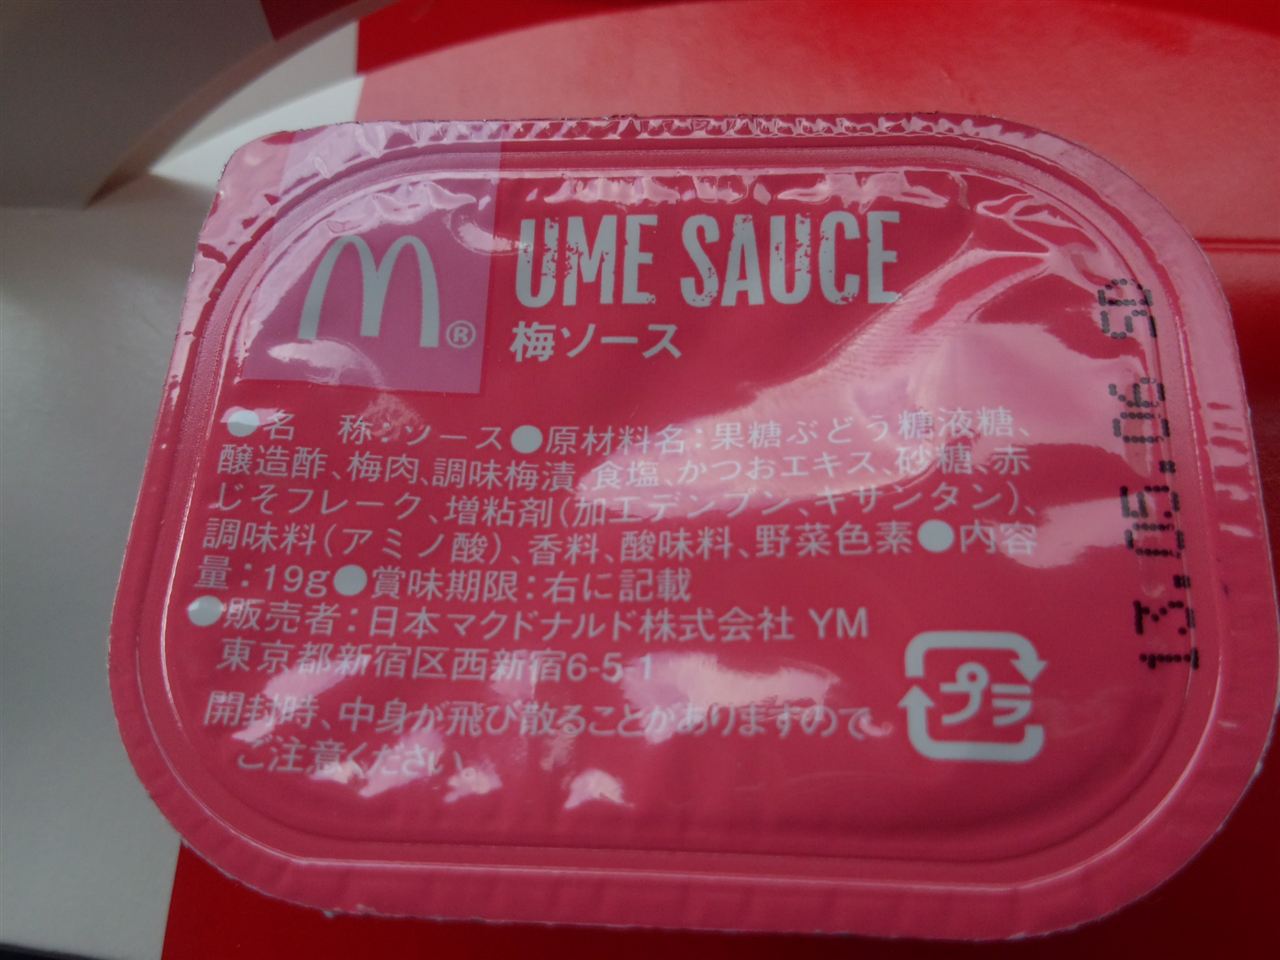 UME SAUCE
梅ソース
●名　称:ソース●原材料名:果糖ぶどう糖液糖、
醸造酢、梅肉、調味梅漬、食塩、かつおエキス、砂糖、赤
じそフレーク、増粘剤(加工デンプン、キサンタン)、
調味料(アミノ酸)、香料、酸味料、野菜色素●内容
量:19g●賞味期限:右に記載
●販売者:日本マクドナルド株式会社 YM
東京都新宿区西新宿6-5-1
開封時、中身が飛び散ることがありますので
ご注意ください。
プラ
13.05.06 SD
M®